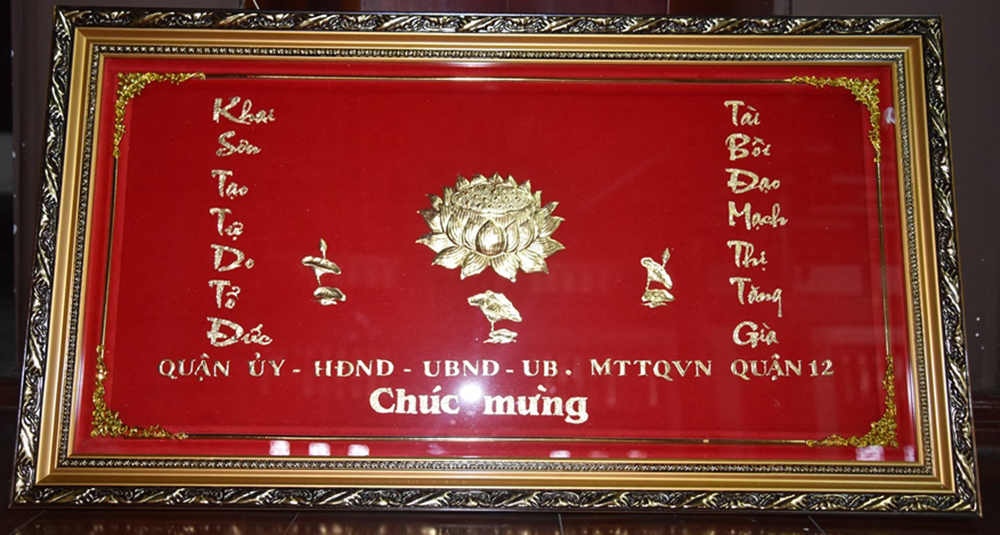 Khai
Sơn
Tạo
Tự
Do
Tổ
Đức
Tài
Bồi
Đạo
Mạch
Thị
Tăng
Già
QUẬN ỦY - HĐND - UBND - UB. MTTQVN QUẬN 12
Chúc mừng